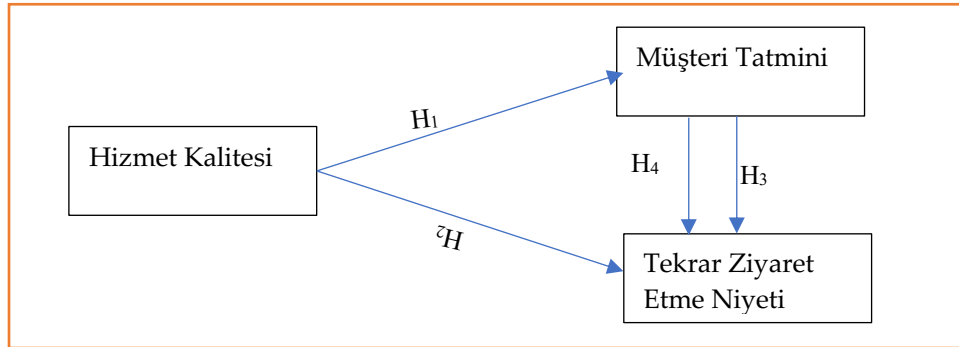 Müşteri Tatmini
H1
Hizmet Kalitesi
H4
H3
H2
Tekrar Ziyaret
Etme Niyeti